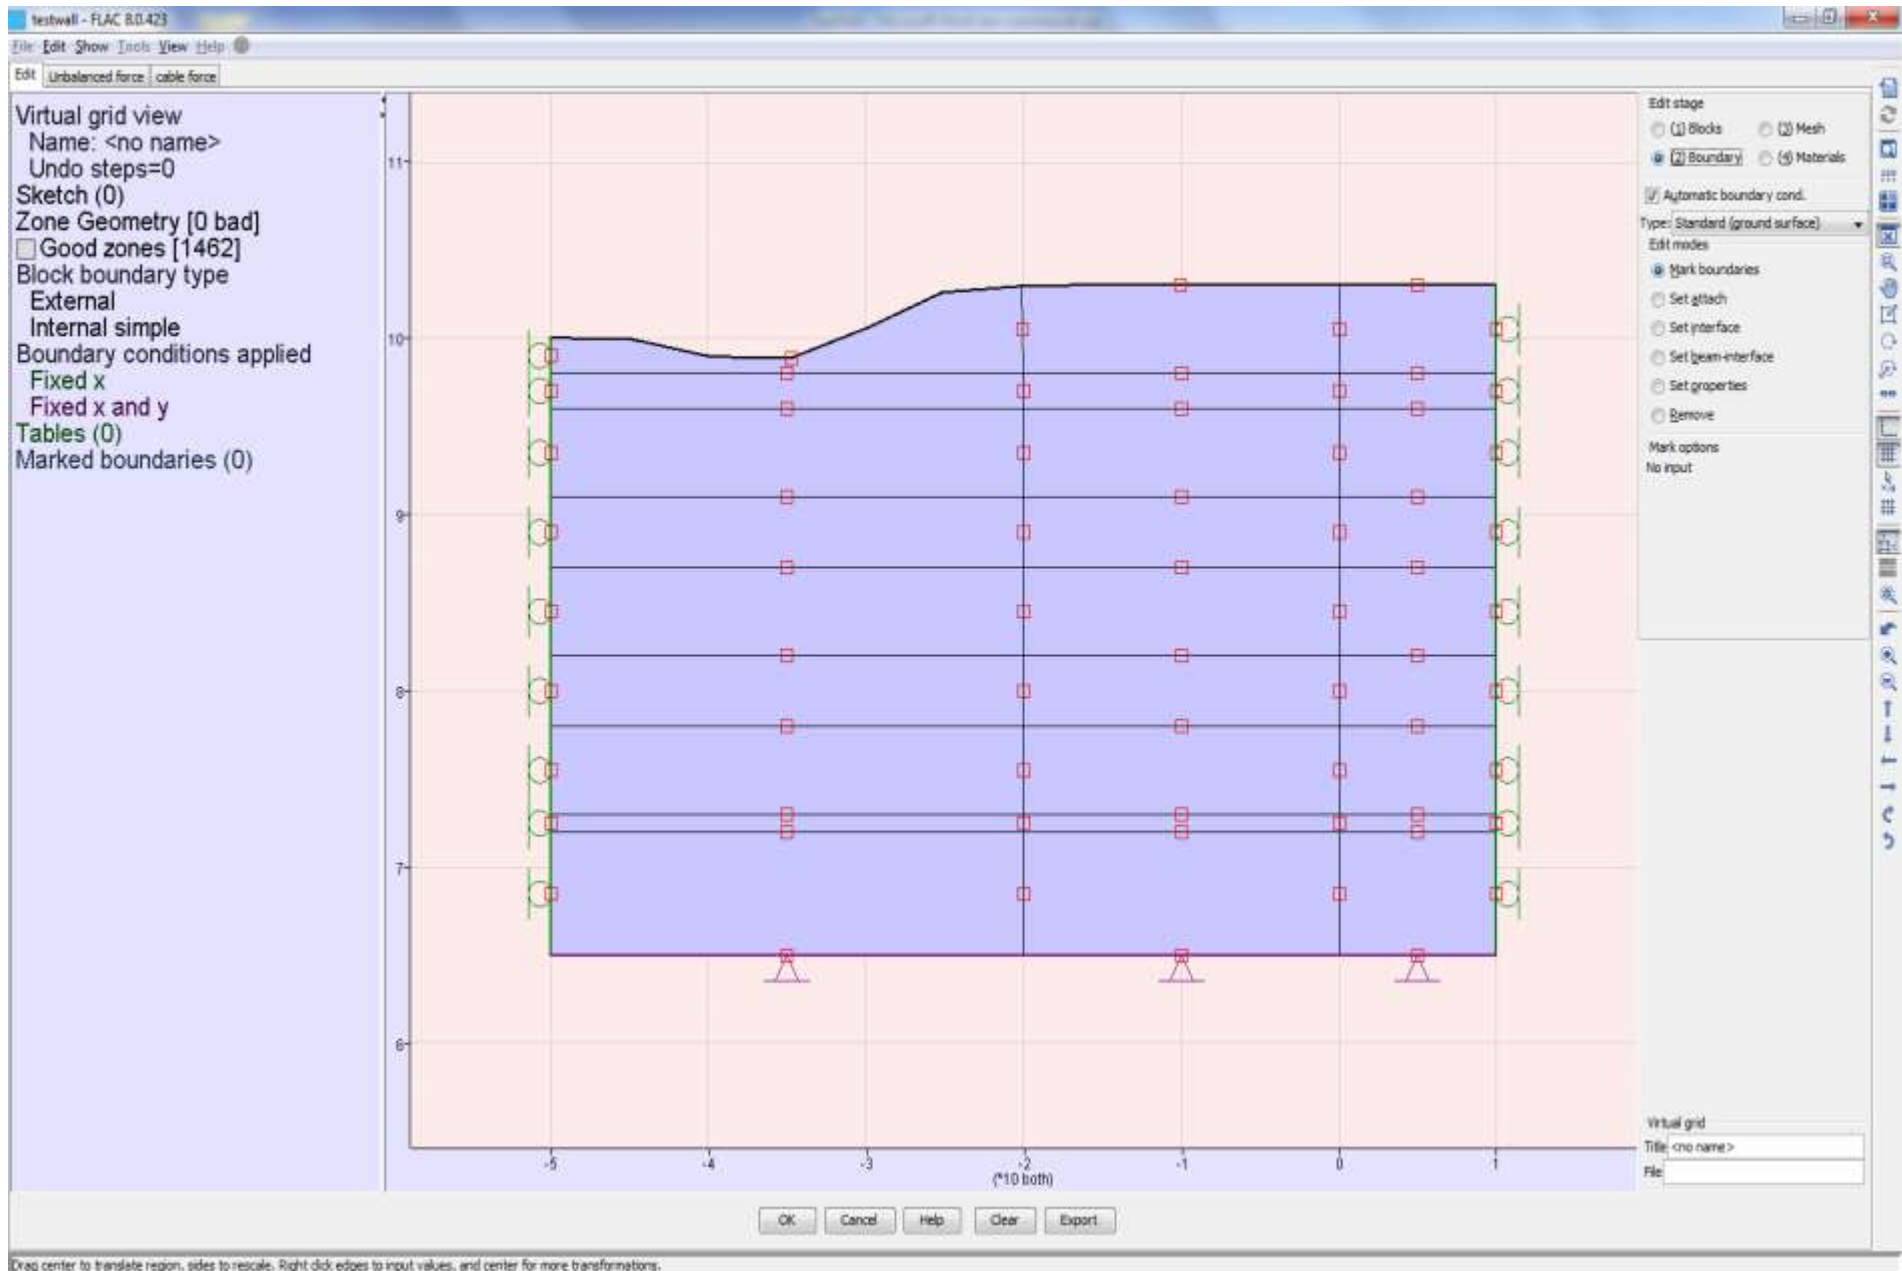 testwall - FLAC 8.0.423
File Edit Show Tools View Help
Edit Unbalanced force cable force
Virtual grid view
Name: <no name>
Undo steps=0
Sketch (0)
Zone Geometry [0 bad]
Good zones [1462]
Block boundary type
External
Internal simple
Boundary conditions applied
Fixed x
Fixed x and y
Tables (0)
Marked boundaries (0)
11
10
9
8
7
6
-5 -4 -3 -2 -1 0 1
(*10 both)
Edit stage
(1) Blocks (3) Mesh
(2) Boundary (4) Materials
Automatic boundary cond.
Type: Standard (ground surface)
Edit modes
Mark boundaries
Set attach
Set interface
Set beam-interface
Set properties
Remove
Mark options
No input
Virtual grid
Title <no name>
File
OK Cancel Help Clear Export
Drag center to translate region, sides to rescale. Right click edges to input values, and center for more transformations.